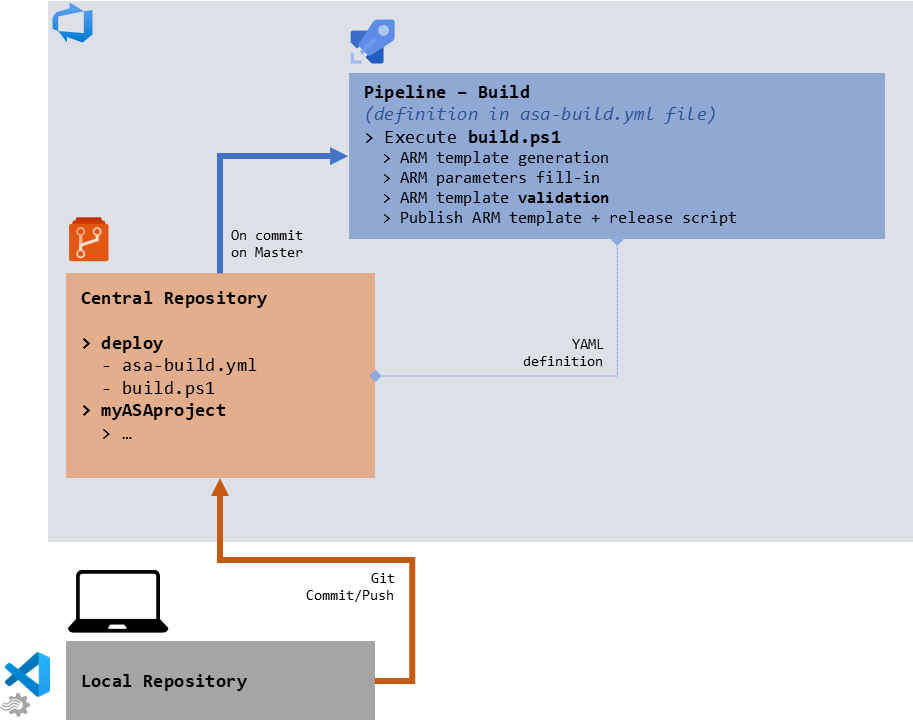 Pipeline – Build
(definition in asa-build.yml file)
> Execute build.ps1
> ARM template generation
> ARM parameters fill-in
> ARM template validation
> Publish ARM template + release script
On commit
on Master
Central Repository
> deploy
- asa-build.yml
- build.ps1
> myASAproject
> …
YAML
definition
Git
Commit/Push
Local Repository